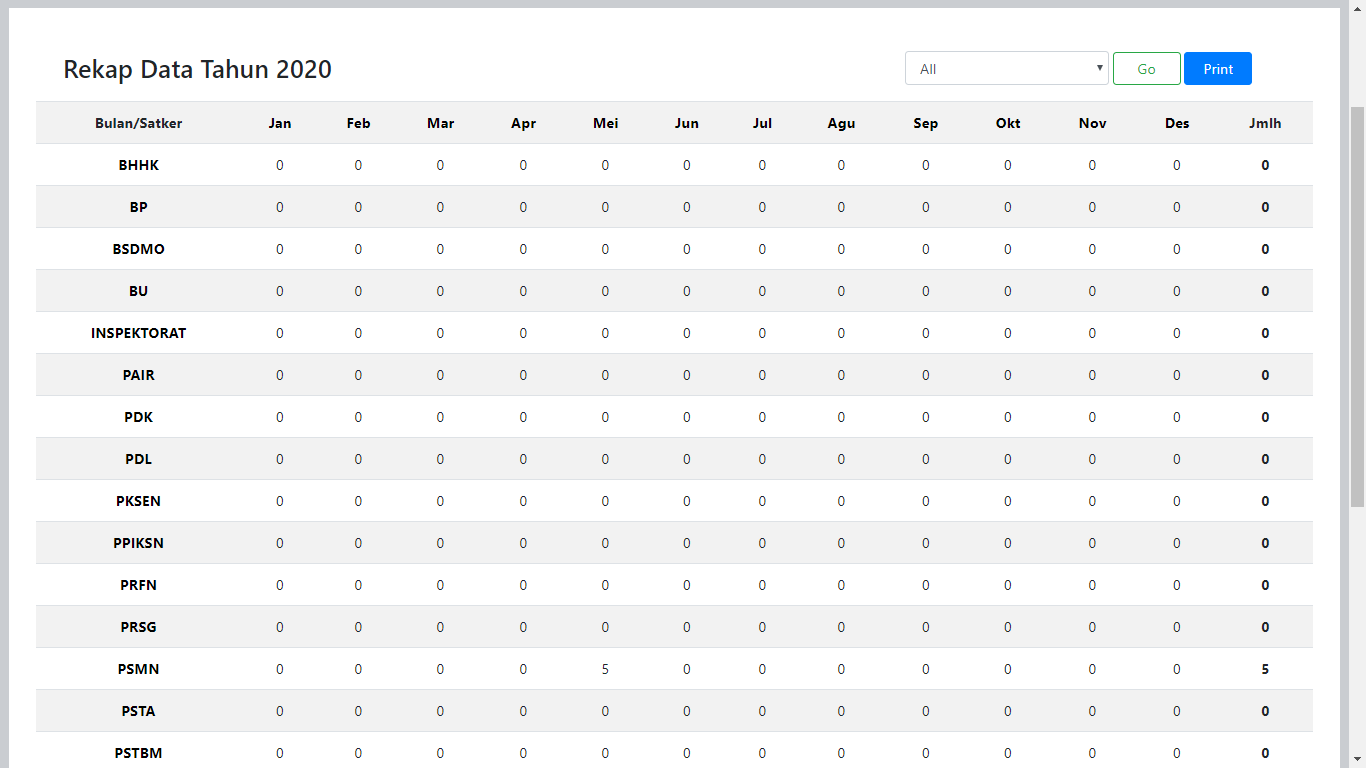 Rekap Data Tahun 2020 All Go Print
Bulan/Satker Jan Feb Mar Apr Mei Jun Jul Agu Sep Okt Nov Des Jmlh
BHHK 0 0 0 0 0 0 0 0 0 0 0 0 0
BP 0 0 0 0 0 0 0 0 0 0 0 0 0
BSDMO 0 0 0 0 0 0 0 0 0 0 0 0 0
BU 0 0 0 0 0 0 0 0 0 0 0 0 0
INSPEKTORAT 0 0 0 0 0 0 0 0 0 0 0 0 0
PAIR 0 0 0 0 0 0 0 0 0 0 0 0 0
PDK 0 0 0 0 0 0 0 0 0 0 0 0 0
PDL 0 0 0 0 0 0 0 0 0 0 0 0 0
PKSEN 0 0 0 0 0 0 0 0 0 0 0 0 0
PPIKSN 0 0 0 0 0 0 0 0 0 0 0 0 0
PRFN 0 0 0 0 0 0 0 0 0 0 0 0 0
PRSG 0 0 0 0 0 0 0 0 0 0 0 0 0
PSMN 0 0 0 0 5 0 0 0 0 0 0 0 5
PSTA 0 0 0 0 0 0 0 0 0 0 0 0 0
PSTBM 0 0 0 0 0 0 0 0 0 0 0 0 0